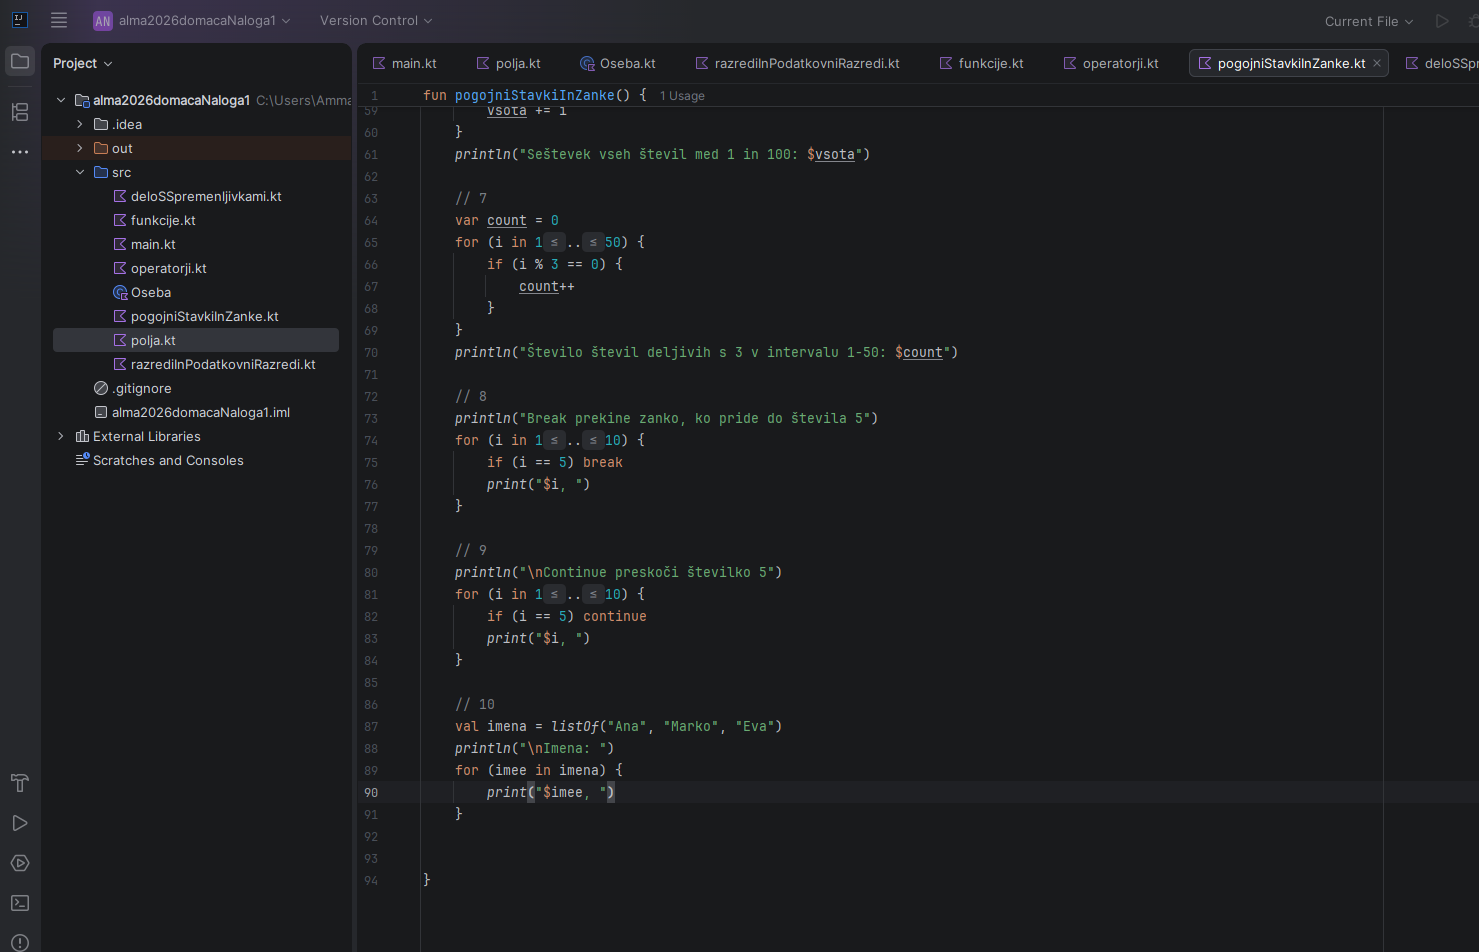 AN alma2026domacaNaloga1 Version Control Current File
Project
alma2026domacaNaloga1 C:\Users\Amma
.idea
out
src
deloSSpremenljivkami.kt
funkcije.kt
main.kt
operatorji.kt
Oseba
pogojniStavkiInZanke.kt
polja.kt
razrediInPodatkovniRazredi.kt
.gitignore
alma2026domacaNaloga1.iml
External Libraries
Scratches and Consoles
main.kt polja.kt Oseba.kt razrediInPodatkovniRazredi.kt funkcije.kt operatorji.kt pogojniStavkiInZanke.kt deloSSpr
1 fun pogojniStavkiInZanke() { 1 Usage
59 vsota += i
60 }
61 println("Seštevek vseh števil med 1 in 100: $vsota")
62
63 // 7
64 var count = 0
65 for (i in 1 ≤ .. ≤ 50) {
66 if (i % 3 == 0) {
67 count++
68 }
69 }
70 println("Število števil deljivih s 3 v intervalu 1-50: $count")
71
72 // 8
73 println("Break prekine zanko, ko pride do števila 5")
74 for (i in 1 ≤ .. ≤ 10) {
75 if (i == 5) break
76 print("$i, ")
77 }
78
79 // 9
80 println("\nContinue preskoči številko 5")
81 for (i in 1 ≤ .. ≤ 10) {
82 if (i == 5) continue
83 print("$i, ")
84 }
85
86 // 10
87 val imena = listOf("Ana", "Marko", "Eva")
88 println("\nImena: ")
89 for (imee in imena) {
90 print("$imee, ")
91 }
92
93
94 }